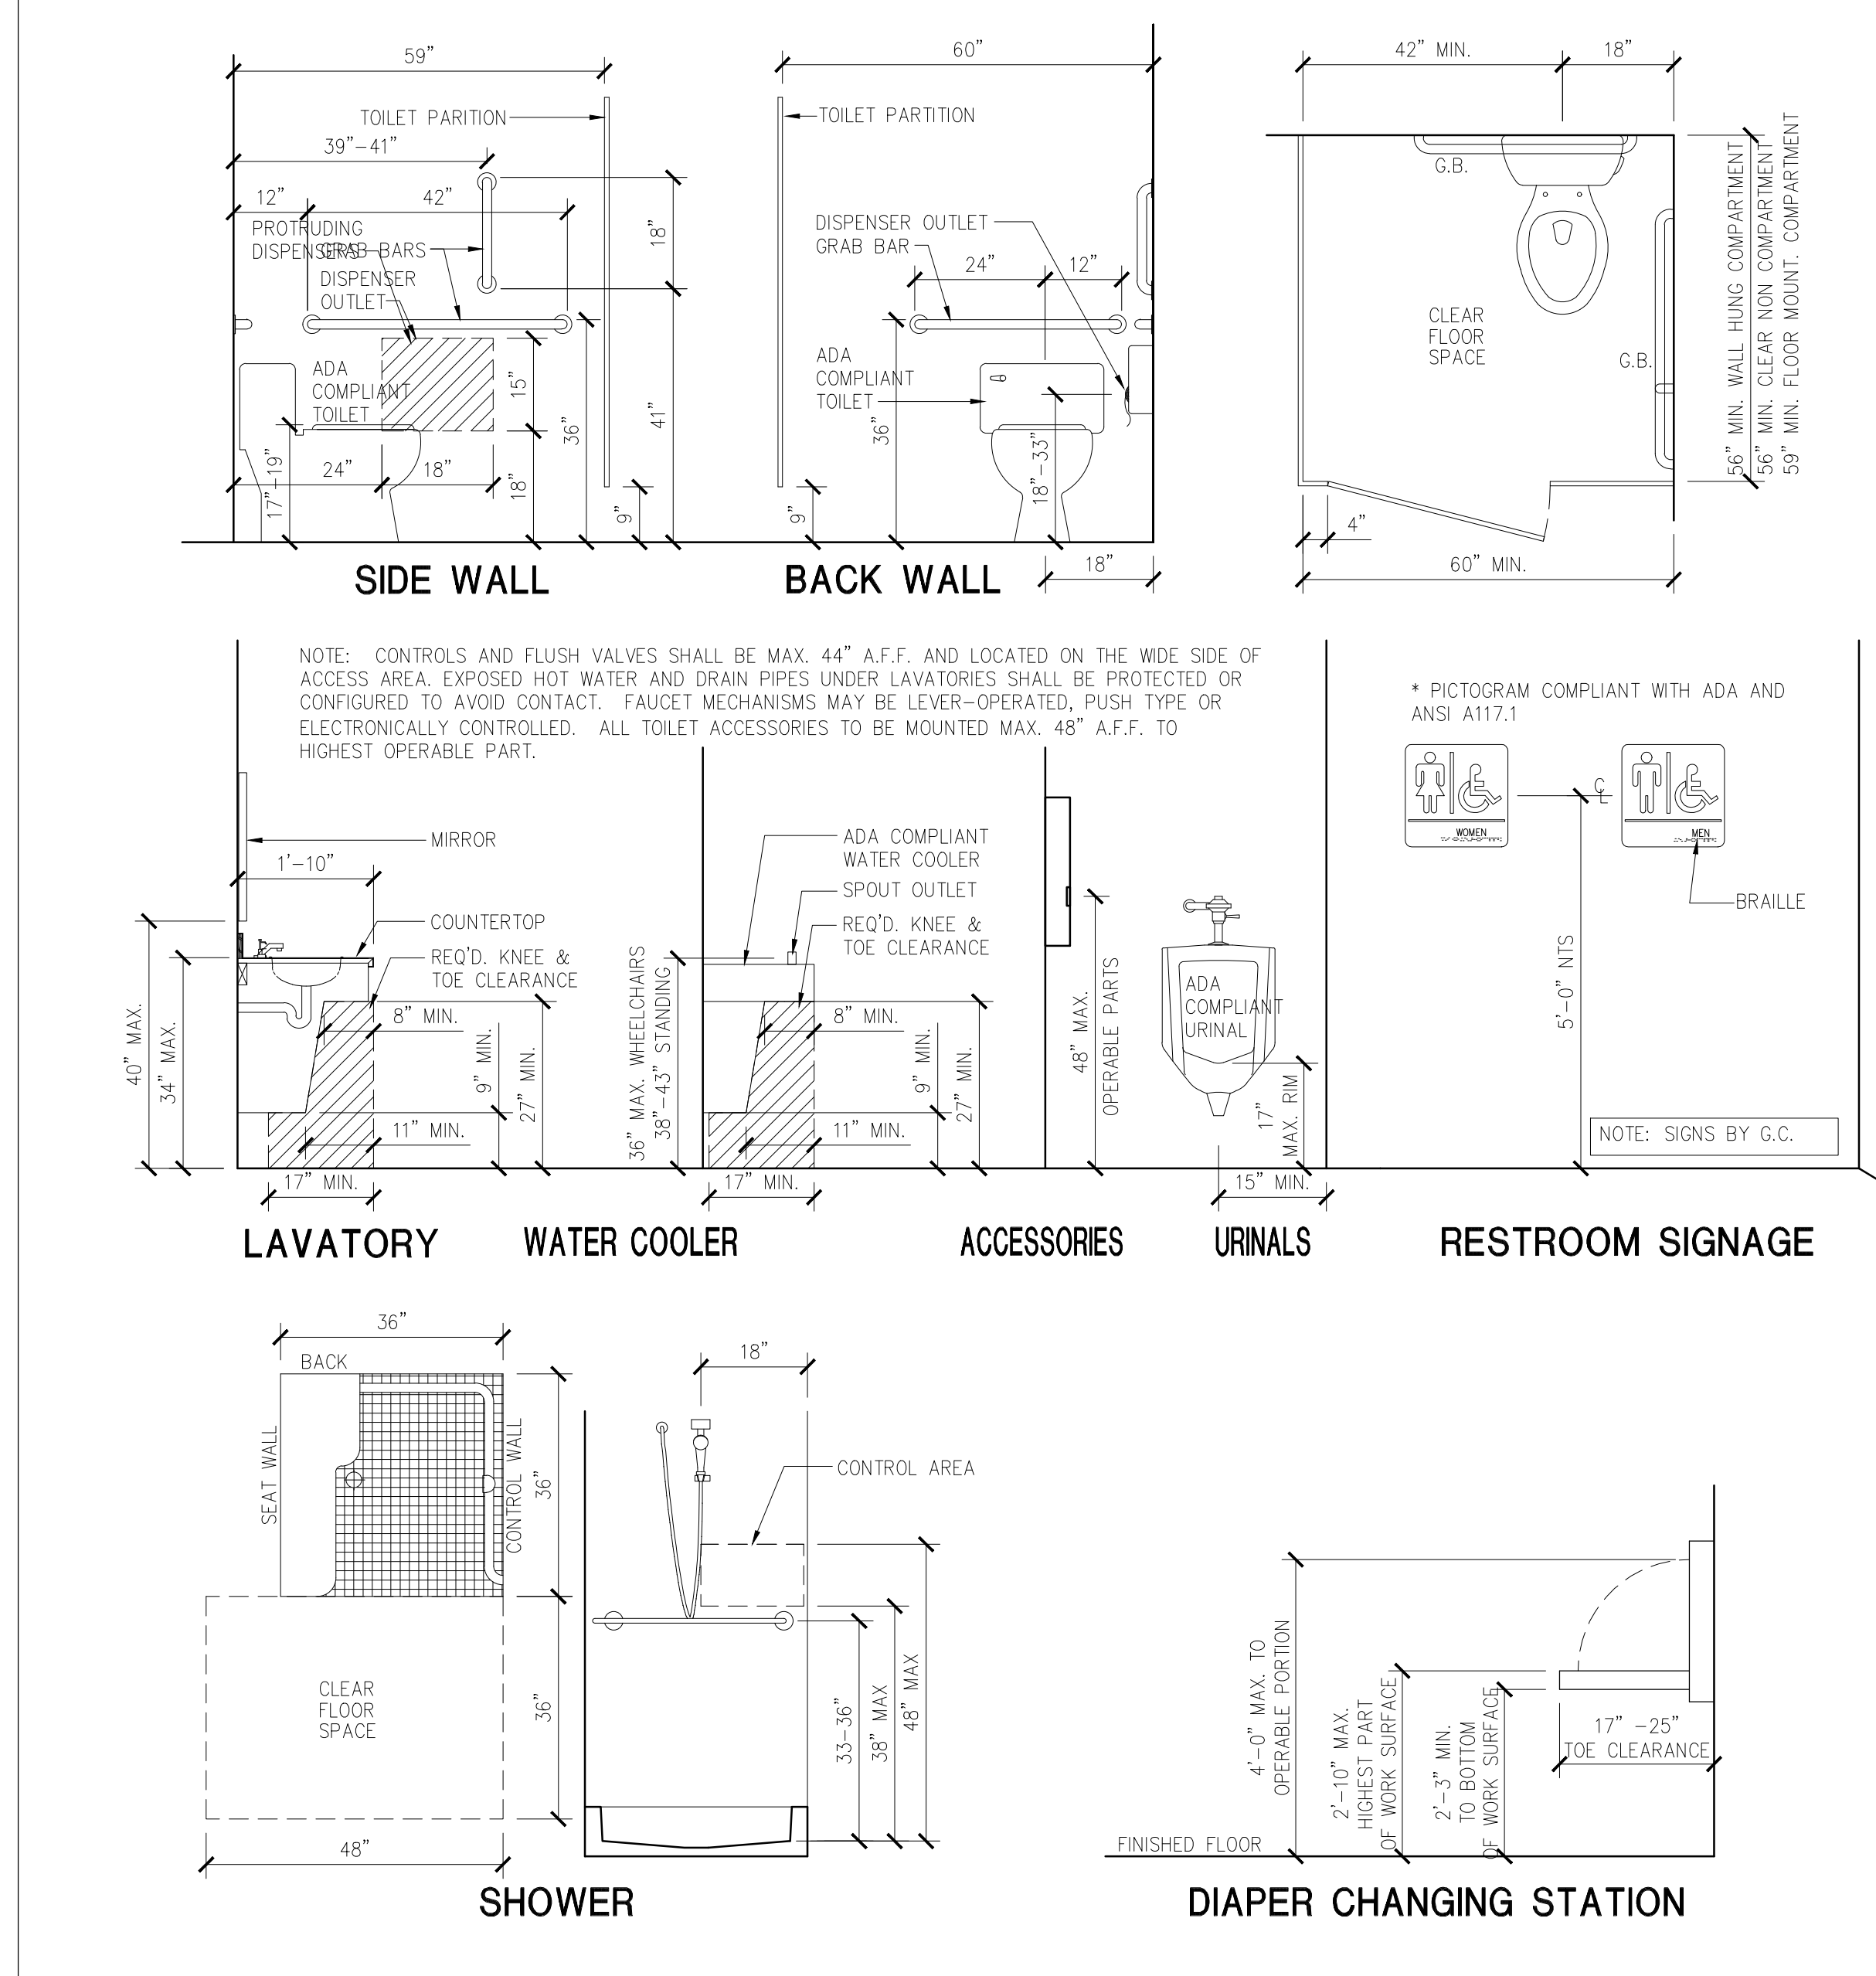 59”
TOILET PARITION
39”-41”
12”
42”
PROTRUDING
DISPENSERS
GRAB BARS
DISPENSER
OUTLET
18”
ADA
COMPLIANT
TOILET
15”
36”
41”
24”
18”
17”-19”
18”
9”
SIDE WALL
60”
TOILET PARTITION
DISPENSER OUTLET
GRAB BAR
24”
12”
ADA
COMPLIANT
TOILET
36”
18”-33”
9”
18”
BACK WALL
42” MIN.
18”
G.B.
CLEAR
FLOOR
SPACE
G.B.
56” MIN. WALL HUNG COMPARTMENT
56” MIN. CLEAR NON COMPARTMENT
59” MIN. FLOOR MOUNT. COMPARTMENT
4”
60” MIN.
NOTE: CONTROLS AND FLUSH VALVES SHALL BE MAX. 44” A.F.F. AND LOCATED ON THE WIDE SIDE OF
ACCESS AREA. EXPOSED HOT WATER AND DRAIN PIPES UNDER LAVATORIES SHALL BE PROTECTED OR
CONFIGURED TO AVOID CONTACT. FAUCET MECHANISMS MAY BE LEVER-OPERATED, PUSH TYPE OR
ELECTRONICALLY CONTROLLED. ALL TOILET ACCESSORIES TO BE MOUNTED MAX. 48” A.F.F. TO
HIGHEST OPERABLE PART.
MIRROR
1’-10”
COUNTERTOP
REQ’D. KNEE &
TOE CLEARANCE
40” MAX.
34” MAX.
8” MIN.
9” MIN.
27” MIN.
11” MIN.
17” MIN.
LAVATORY
ADA COMPLIANT
WATER COOLER
SPOUT OUTLET
REQ’D. KNEE &
TOE CLEARANCE
36” MAX. WHEELCHAIRS
38”-43” STANDING
8” MIN.
9” MIN.
27” MIN.
11” MIN.
17” MIN.
WATER COOLER
48” MAX.
OPERABLE PARTS
ACCESSORIES
ADA
COMPLIANT
URINAL
17”
MAX. RIM
15” MIN.
URINALS
* PICTOGRAM COMPLIANT WITH ADA AND
ANSI A117.1
WOMEN
CL
MEN
BRAILLE
5’-0” NTS
NOTE: SIGNS BY G.C.
RESTROOM SIGNAGE
36”
BACK
SEAT WALL
CONTROL WALL
36”
CLEAR
FLOOR
SPACE
36”
48”
18”
CONTROL AREA
33-36”
38” MAX
48” MAX
SHOWER
4’-0” MAX. TO
OPERABLE PORTION
2’-10” MAX.
HIGHEST PART
OF WORK SURFACE
2’-3” MIN.
TO BOTTOM
OF WORK SURFACE
17” -25”
TOE CLEARANCE
FINISHED FLOOR
DIAPER CHANGING STATION